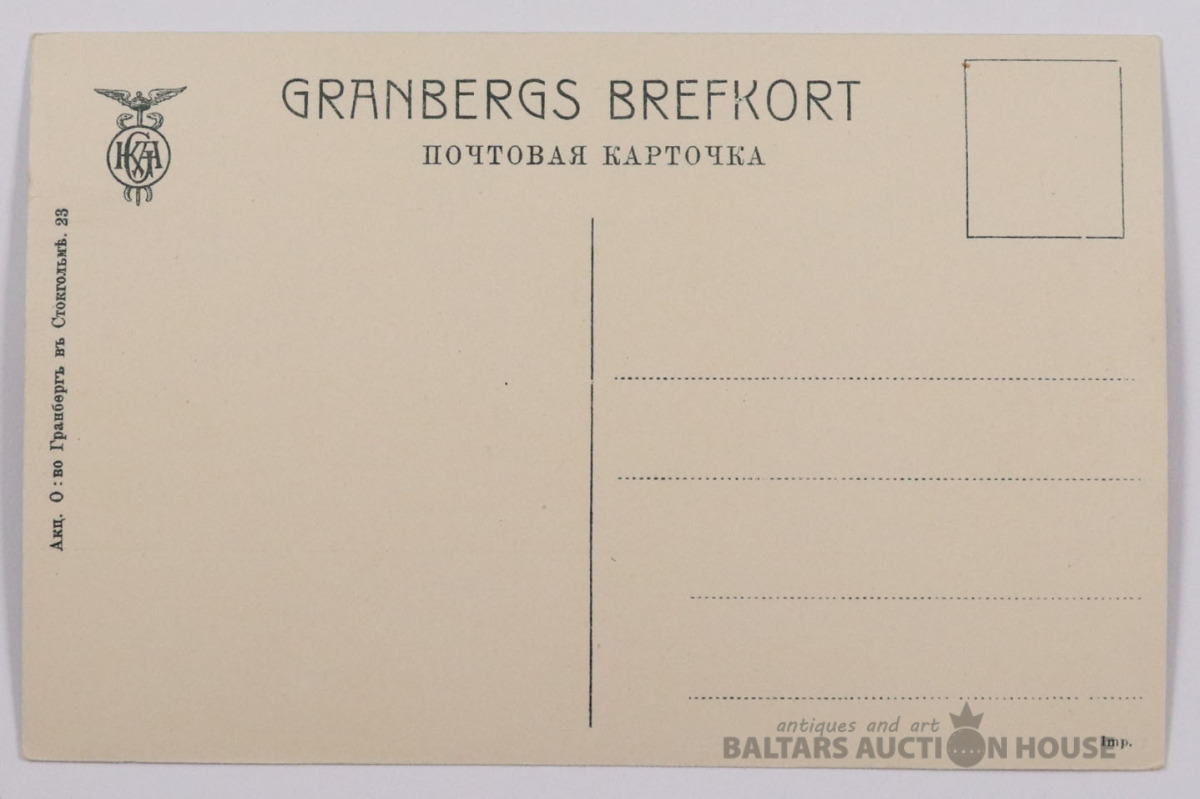 GRANBERGS BREFKORT
ПОЧТОВАЯ КАРТОЧКА
Акц. О:во Гранбергъ въ Стокгольмѣ. 23
Imp.
antiques and art
BALTARS AUCTION HOUSE